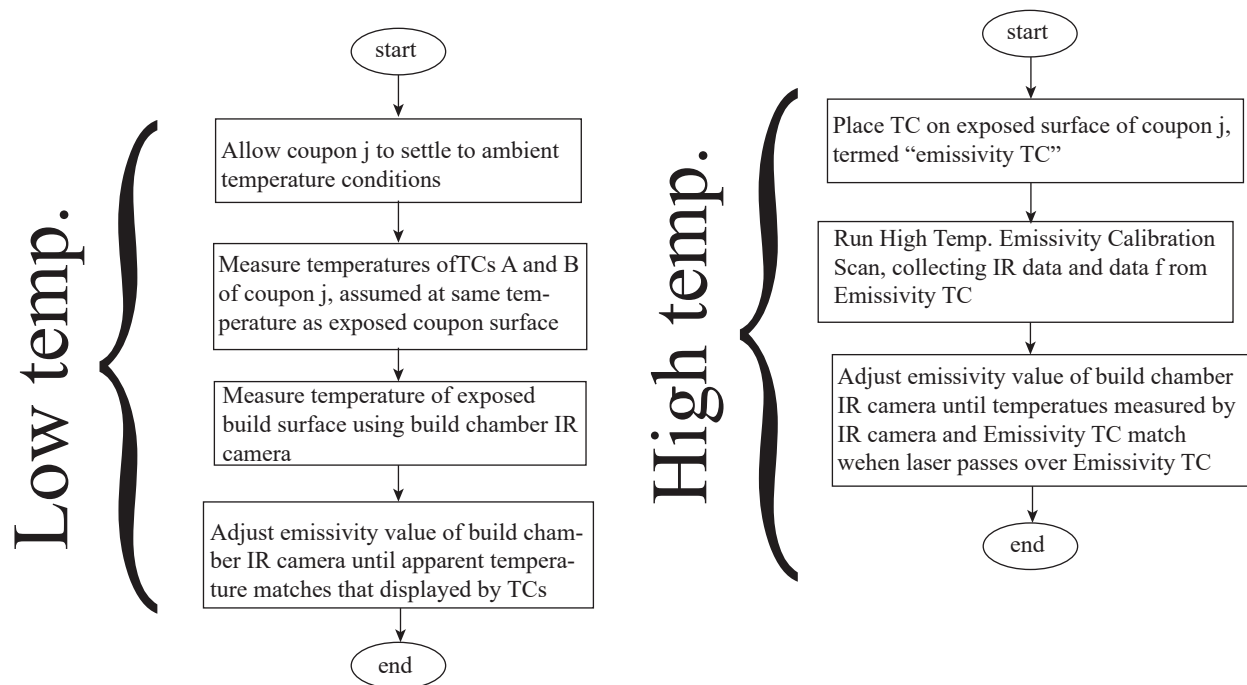 Low temp.
start
Allow coupon j to settle to ambient
temperature conditions
Measure temperatures ofTCs A and B
of coupon j, assumed at same tem-
perature as exposed coupon surface
Measure temperature of exposed
build surface using build chamber IR
camera
Adjust emissivity value of build cham-
ber IR camera until apparent tempera-
ture matches that displayed by TCs
end
High temp.
start
Place TC on exposed surface of coupon j,
termed “emissivity TC”
Run High Temp. Emissivity Calibration
Scan, collecting IR data and data f rom
Emissivity TC
Adjust emissivity value of build chamber
IR camera until temperatues measured by
IR camera and Emissivity TC match
wehen laser passes over Emissivity TC
end